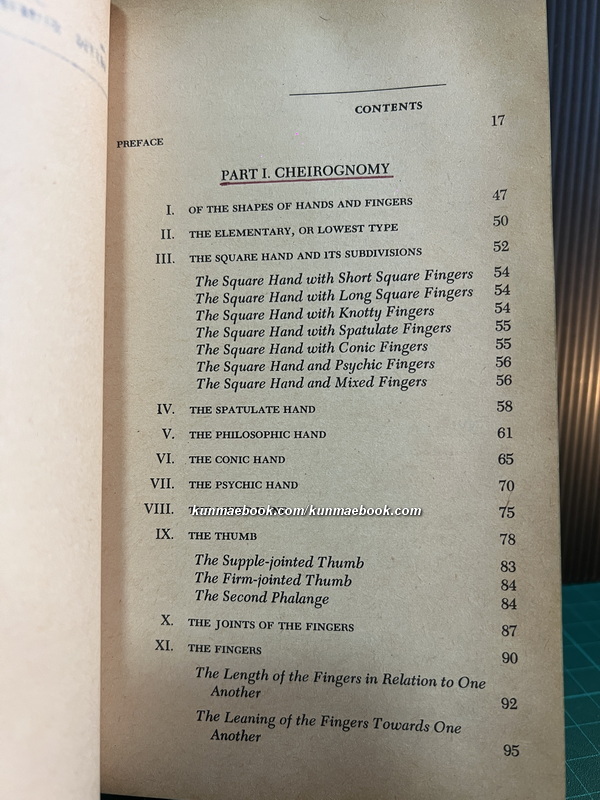 CONTENTS
PREFACE 17
PART I. CHEIROGNOMY
I. OF THE SHAPES OF HANDS AND FINGERS 47
II. THE ELEMENTARY, OR LOWEST TYPE 50
III. THE SQUARE HAND AND ITS SUBDIVISIONS 52
The Square Hand with Short Square Fingers 54
The Square Hand with Long Square Fingers 54
The Square Hand with Knotty Fingers 54
The Square Hand with Spatulate Fingers 55
The Square Hand with Conic Fingers 55
The Square Hand and Psychic Fingers 56
The Square Hand and Mixed Fingers 56
IV. THE SPATULATE HAND 58
V. THE PHILOSOPHIC HAND 61
VI. THE CONIC HAND 65
VII. THE PSYCHIC HAND 70
VIII. 75
kunmaebook.com/kunmaebook.com
IX. THE THUMB 78
The Supple-jointed Thumb 83
The Firm-jointed Thumb 84
The Second Phalange 84
X. THE JOINTS OF THE FINGERS 87
XI. THE FINGERS 90
The Length of the Fingers in Relation to One
Another 92
The Leaning of the Fingers Towards One
Another 95